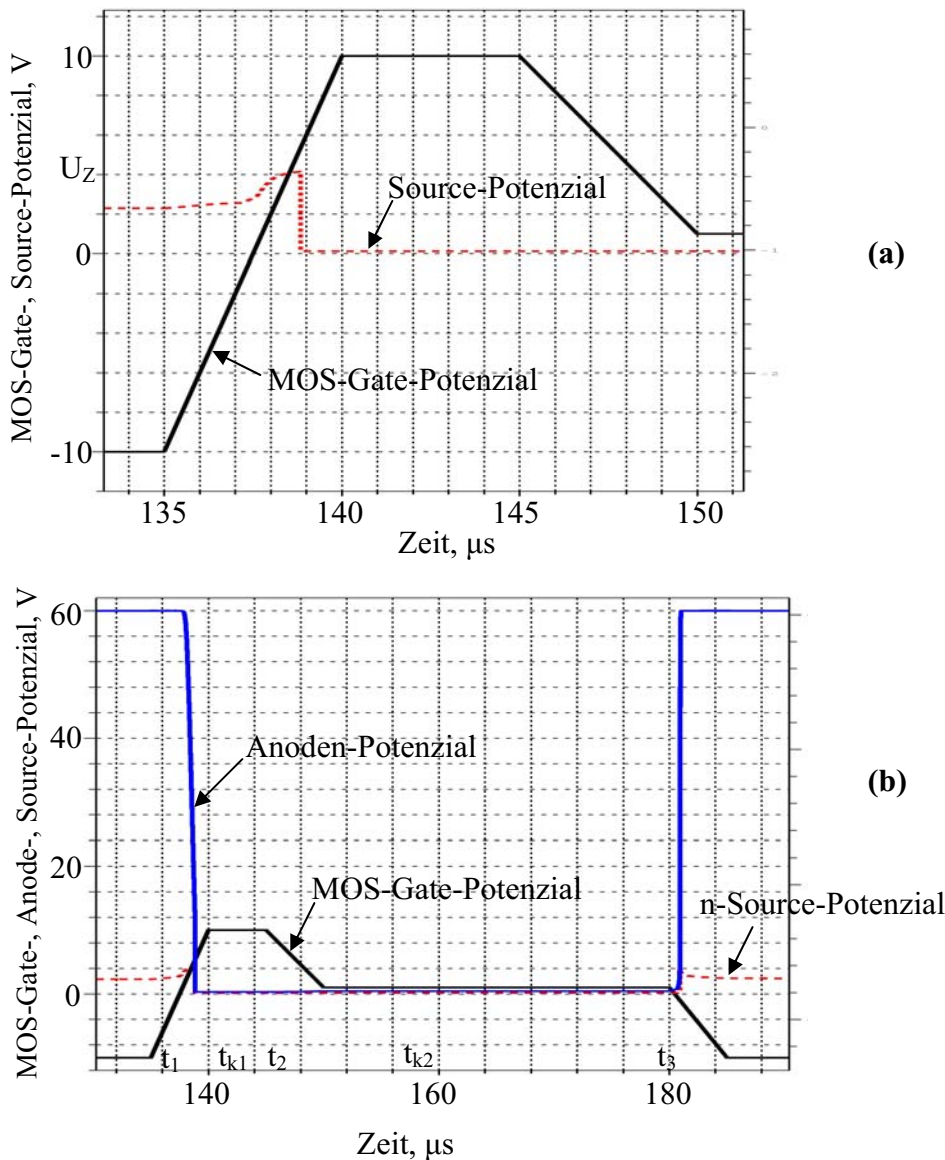 MOS-Gate-, Source-Potenzial, V
10
U_Z
0
-10
Source-Potenzial
MOS-Gate-Potenzial
(a)
135 140 145 150
Zeit, μs
MOS-Gate-, Anode-, Source-Potenzial, V
60
40
20
0
Anoden-Potenzial
MOS-Gate-Potenzial
n-Source-Potenzial
(b)
t1 tk1 t2 tk2 t3
140 160 180
Zeit, μs